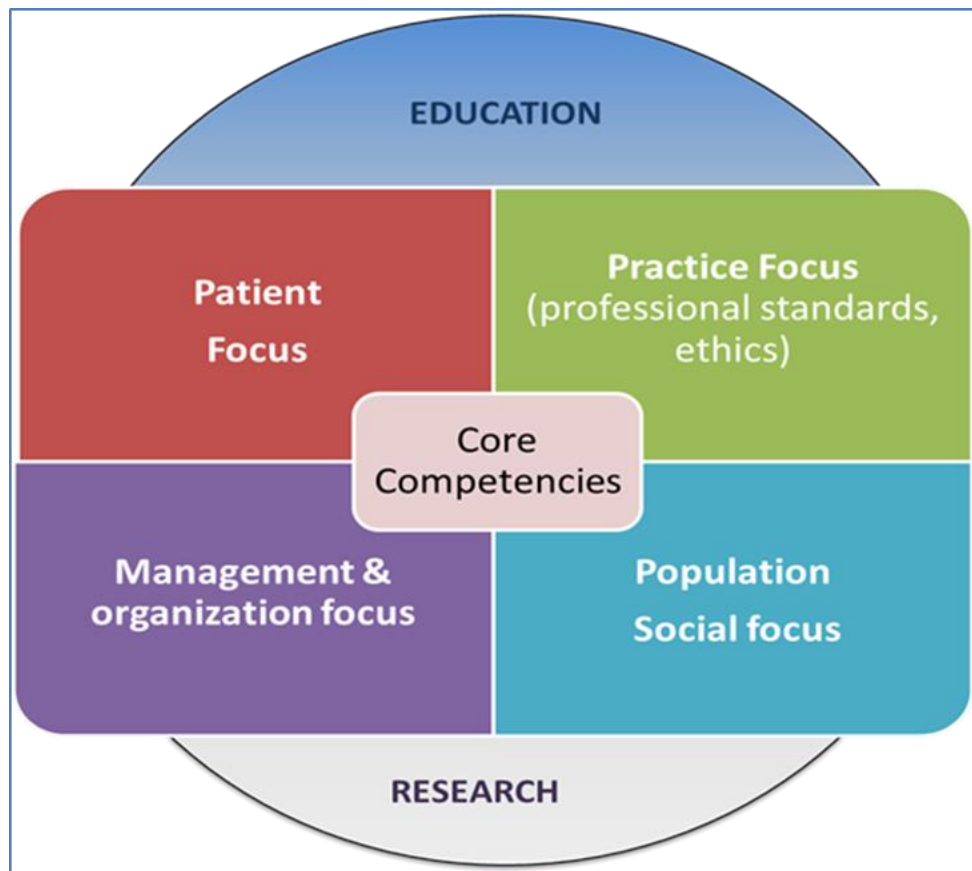 EDUCATION
Patient
Focus
Practice Focus
(professional standards,
ethics)
Core
Competencies
Management &
organization focus
Population
Social focus
RESEARCH